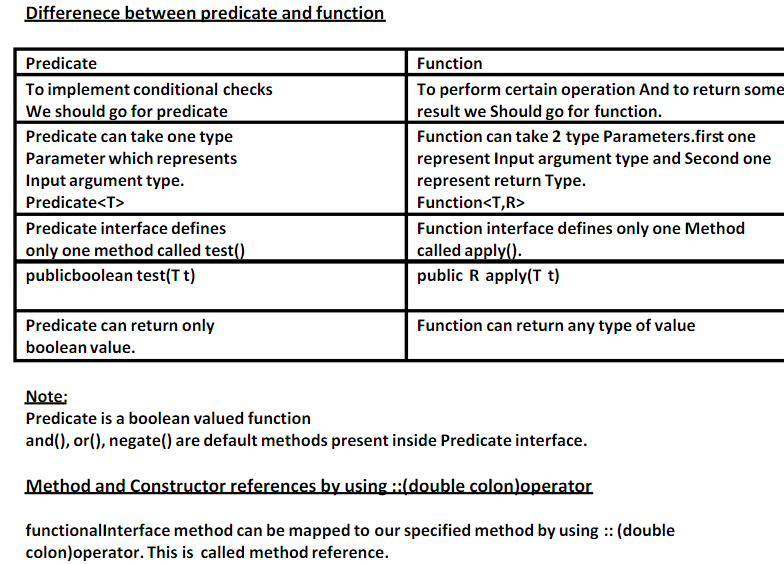 Differenece between predicate and function
Predicate
Function
To implement conditional checks
We should go for predicate
To perform certain operation And to return some
result we Should go for function.
Predicate can take one type
Parameter which represents
Input argument type.
Predicate<T>
Function can take 2 type Parameters.first one
represent Input argument type and Second one
represent return Type.
Function<T,R>
Predicate interface defines
only one method called test()
Function interface defines only one Method
called apply().
publicboolean test(T t)
public R apply(T t)
Predicate can return only
boolean value.
Function can return any type of value
Note:
Predicate is a boolean valued function
and(), or(), negate() are default methods present inside Predicate interface.
Method and Constructor references by using ::(double colon)operator
functionalInterface method can be mapped to our specified method by using :: (double
colon)operator. This is called method reference.